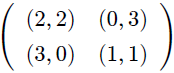 (2, 2) (0, 3)
(3, 0) (1, 1)